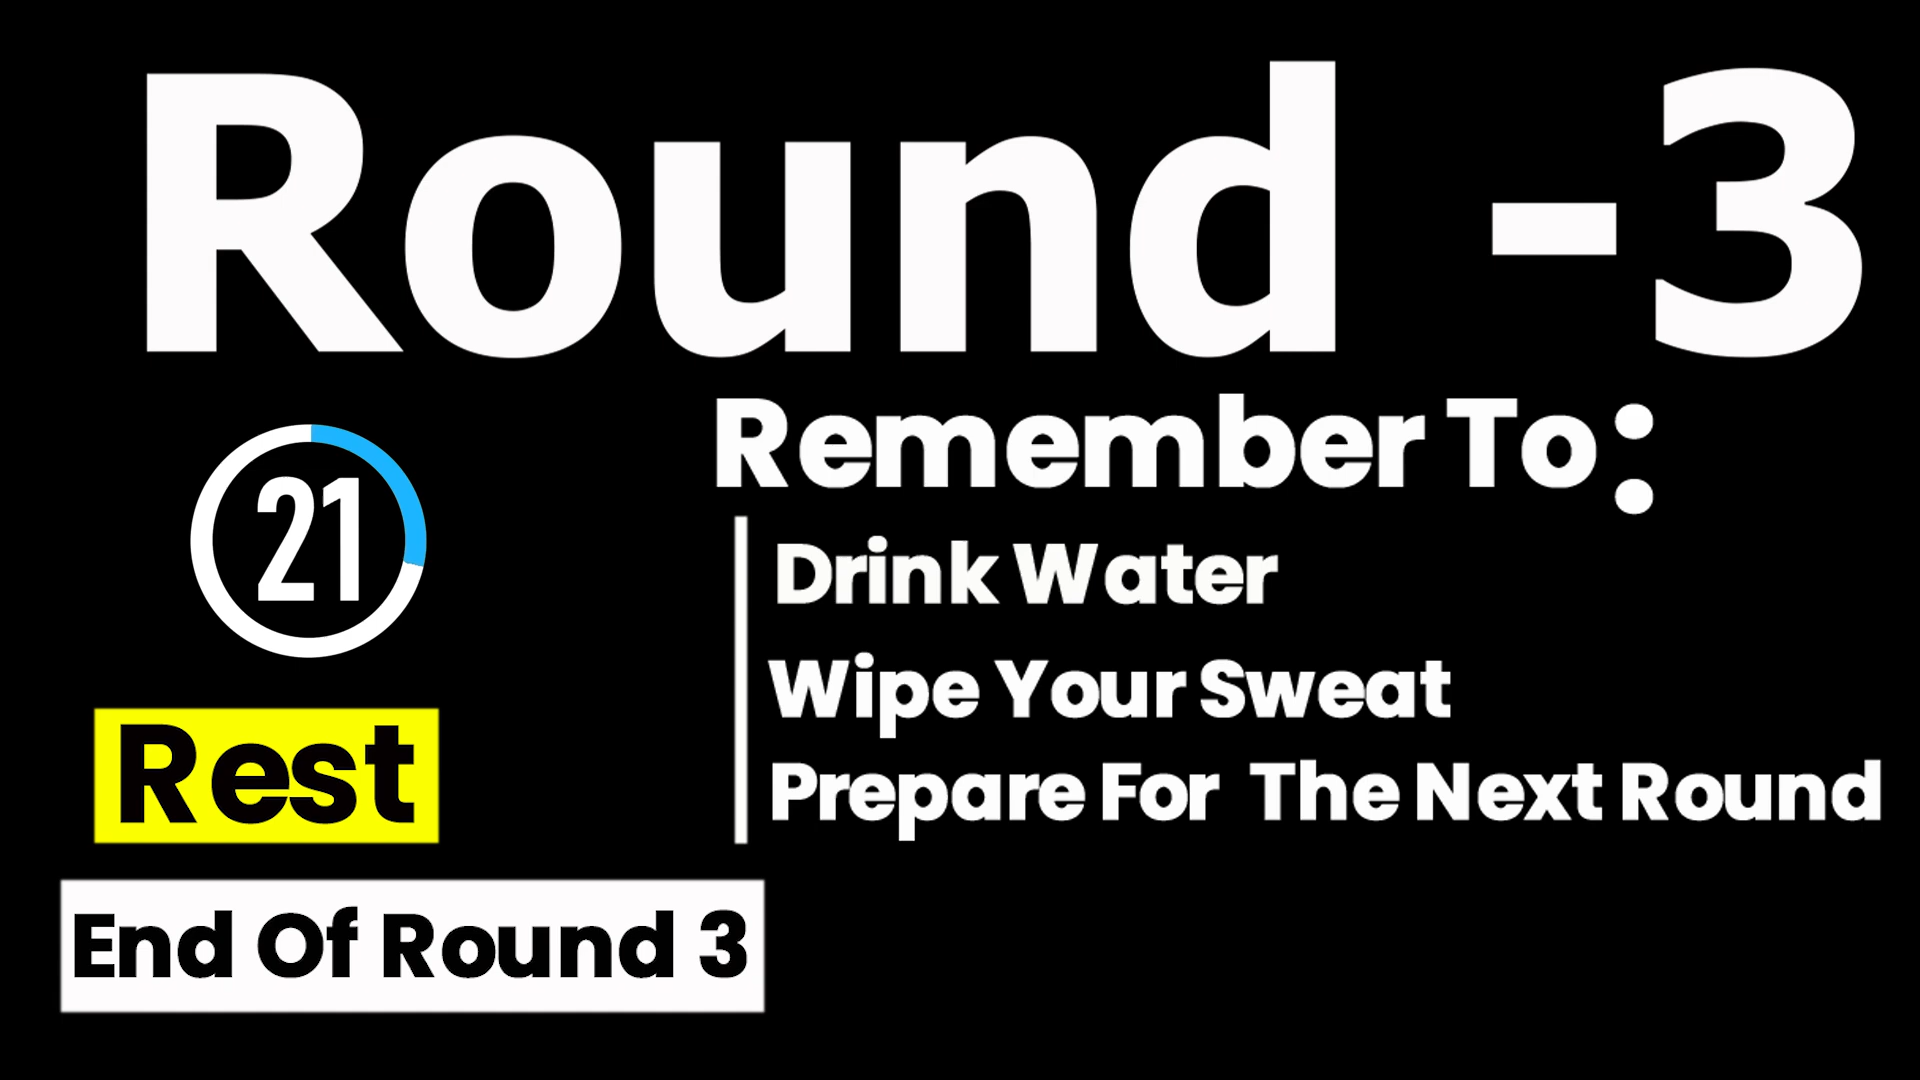 Round -3
Remember To:
21
Drink Water
Wipe Your Sweat
Prepare For The Next Round
Rest
End Of Round 3